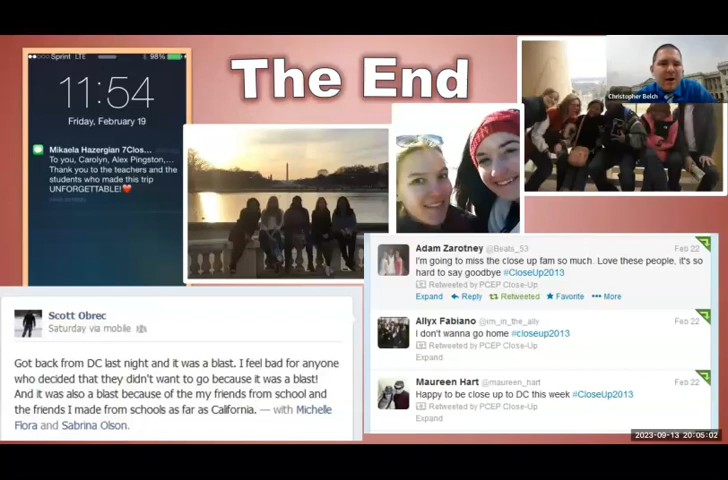 Sprint LTE 98%
11:54
Friday, February 19
Mikaela Hazergian 7Clos...
To you, Carolyn, Alex Pingston,...
Thank you to the teachers and the
students who made this trip
UNFORGETTABLE!❤
The End
Christopher Belch
Adam Zarotney @Beats_53 Feb 22
I'm going to miss the close up fam so much. Love these people, it's so
hard to say goodbye #CloseUp2013
Retweeted by PCEP Close-Up
Expand Reply Retweeted Favorite ••• More
Allyx Fabiano @im_in_the_ally Feb 22
I don't wanna go home #closeup2013
Retweeted by PCEP Close-Up
Expand
Maureen Hart @maureen_hart Feb 22
Happy to be close up to DC this week #CloseUp2013
Retweeted by PCEP Close-Up
Expand
Scott Obrec
Saturday via mobile
Got back from DC last night and it was a blast. I feel bad for anyone
who decided that they didn't want to go because it was a blast!
And it was also a blast because of the my friends from school and
the friends I made from schools as far as California. — with Michelle
Flora and Sabrina Olson.
2023-09-13 20:05:02